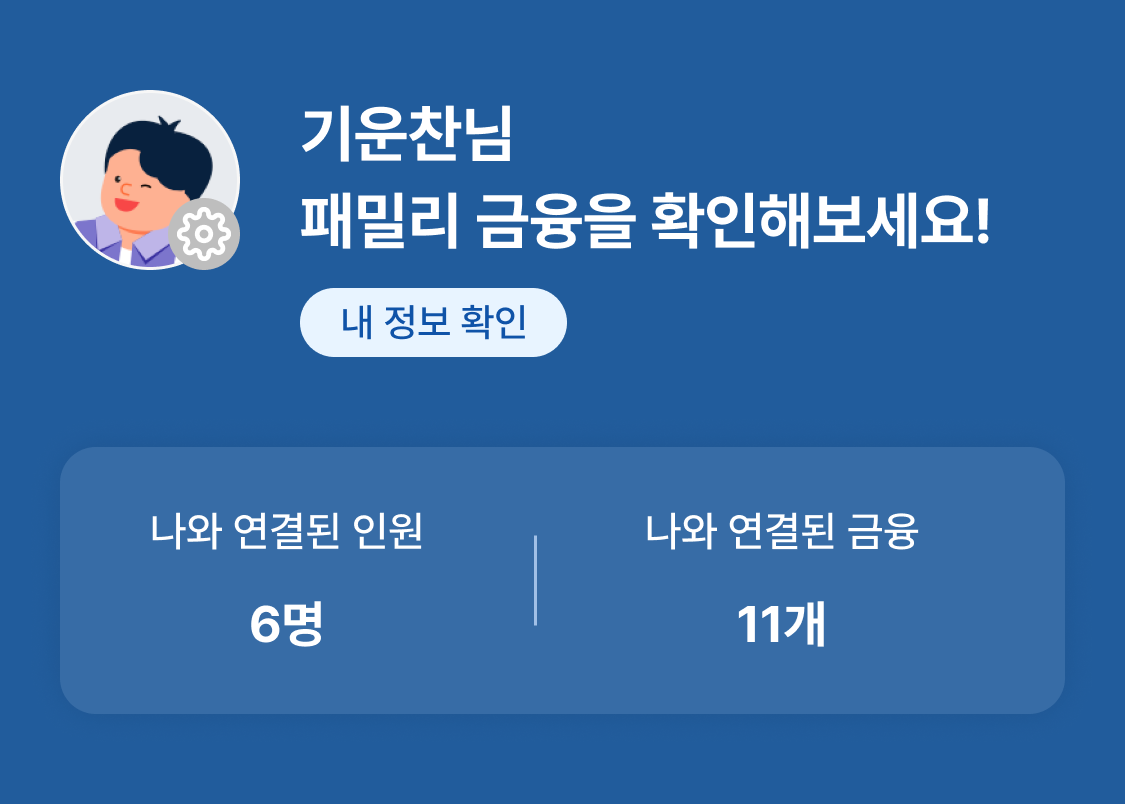 기운찬님
패밀리 금융을 확인해보세요!
내 정보 확인
나와 연결된 인원
6명
나와 연결된 금융
11개